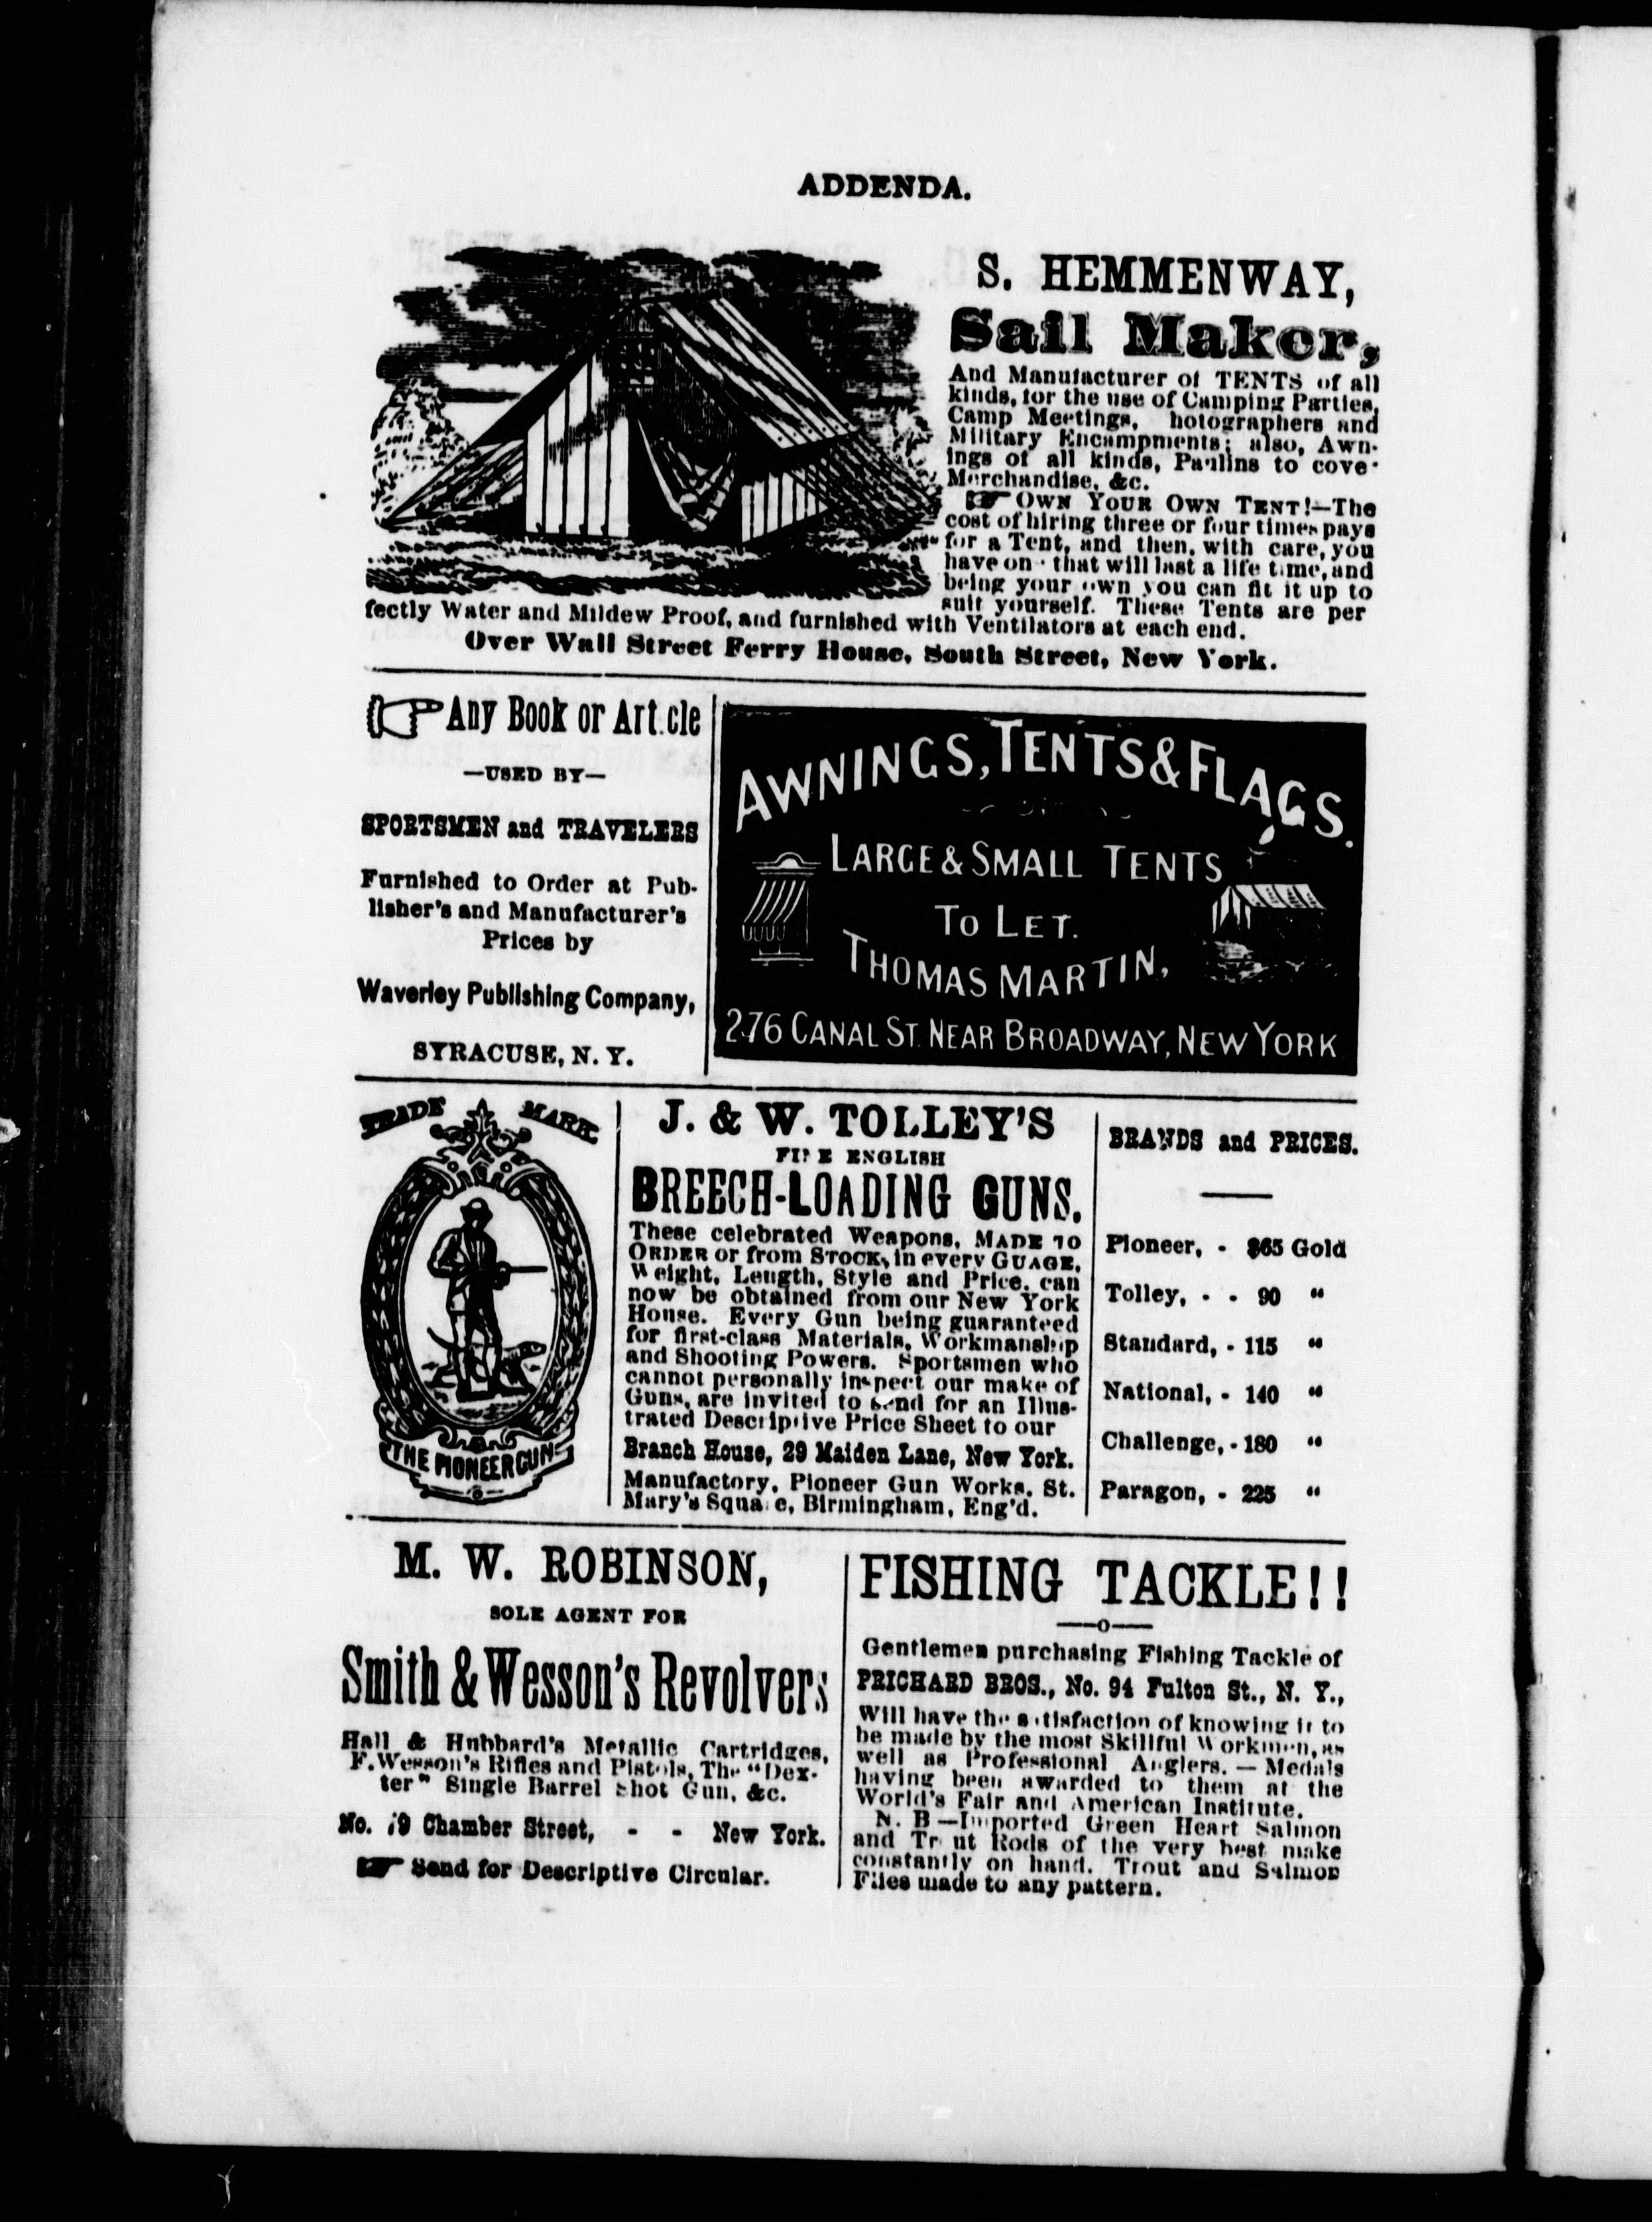 ADDENDA.
S. HEMMENWAY,
Sail Maker,
And Manufacturer of TENTS of all
kinds, for the use of Camping Parties,
Camp Meetings, hotographers and
Military Encampments; also, Awn-
ings of all kinds, Paulins to cove
Merchandise, &c.
☞ OWN YOUR OWN TENT!—The
cost of hiring three or four times pays
for a Tent, and then, with care, you
have on that will last a life time, and
being your own you can fit it up to
suit yourself. These Tents are per
fectly Water and Mildew Proof, and furnished with Ventilators at each end.
Over Wall Street Ferry House, South Street, New York.
☞ Any Book or Art.cle
—USED BY—
SPORTSMEN and TRAVELERS
Furnished to Order at Pub-
lisher's and Manufacturer's
Prices by
Waverley Publishing Company,
SYRACUSE, N. Y.
AWNINGS, TENTS & FLAGS.
LARGE & SMALL TENTS
TO LET.
THOMAS MARTIN,
276 CANAL ST. NEAR BROADWAY, NEW YORK
TRADE MARK
THE PIONEER GUN
J. & W. TOLLEY'S
FINE ENGLISH
BREECH-LOADING GUNS.
These celebrated Weapons, MADE TO
ORDER or from STOCK, in every GUAGE,
Weight, Length, Style and Price, can
now be obtained from our New York
House. Every Gun being guaranteed
for first-class Materials, Workmanship
and Shooting Powers. Sportsmen who
cannot personally inspect our make of
Guns, are invited to send for an Illus-
trated Descriptive Price Sheet to our
Branch House, 29 Maiden Lane, New York.
Manufactory, Pioneer Gun Works, St.
Mary's Square, Birmingham, Eng'd.
BRANDS and PRICES.
Pioneer, - $65 Gold
Tolley, - - 90 "
Standard, - 115 "
National, - 140 "
Challenge, - 180 "
Paragon, - 225 "
M. W. ROBINSON,
SOLE AGENT FOR
Smith & Wesson's Revolvers
Hall & Hubbard's Metallic Cartridges,
F. Wesson's Rifles and Pistols, The "Dex-
ter" Single Barrel Shot Gun, &c.
No. 79 Chamber Street, - - New York.
☞ Send for Descriptive Circular.
FISHING TACKLE!!
—o—
Gentlemen purchasing Fishing Tackle of
PRICHARD BROS., No. 94 Fulton St., N. Y.,
Will have the satisfaction of knowing it to
be made by the most Skillful Workmen, as
well as Professional Anglers. — Medals
having been awarded to them at the
World's Fair and American Institute.
N. B—Imported Green Heart Salmon
and Trout Rods of the very best make
constantly on hand. Trout and Salmon
Flies made to any pattern.